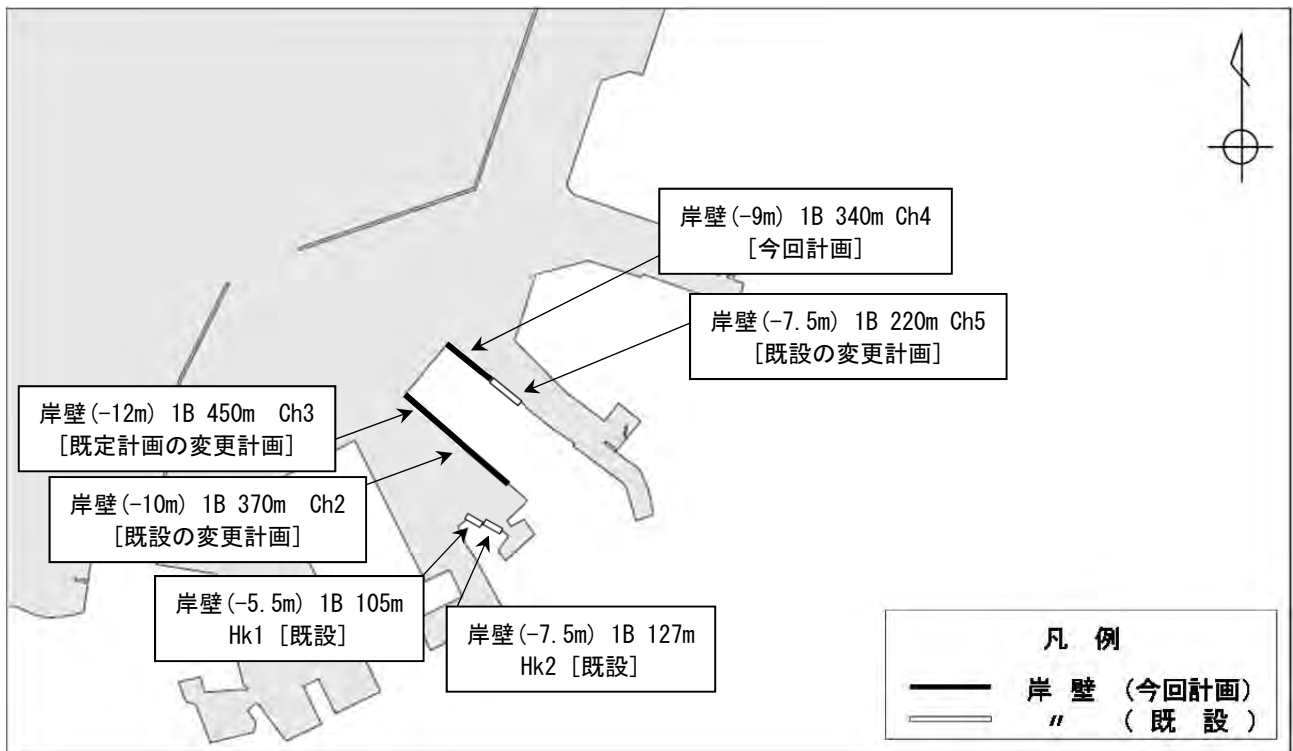 岸壁(-9m) 1B 340m Ch4
[今回計画]
岸壁(-7.5m) 1B 220m Ch5
[既設の変更計画]
岸壁(-12m) 1B 450m Ch3
[既定計画の変更計画]
岸壁(-10m) 1B 370m Ch2
[既設の変更計画]
岸壁(-5.5m) 1B 105m
Hk1 [既設]
岸壁(-7.5m) 1B 127m
Hk2 [既設]
凡 例
岸 壁 (今回計画)
〃 ( 既 設 )